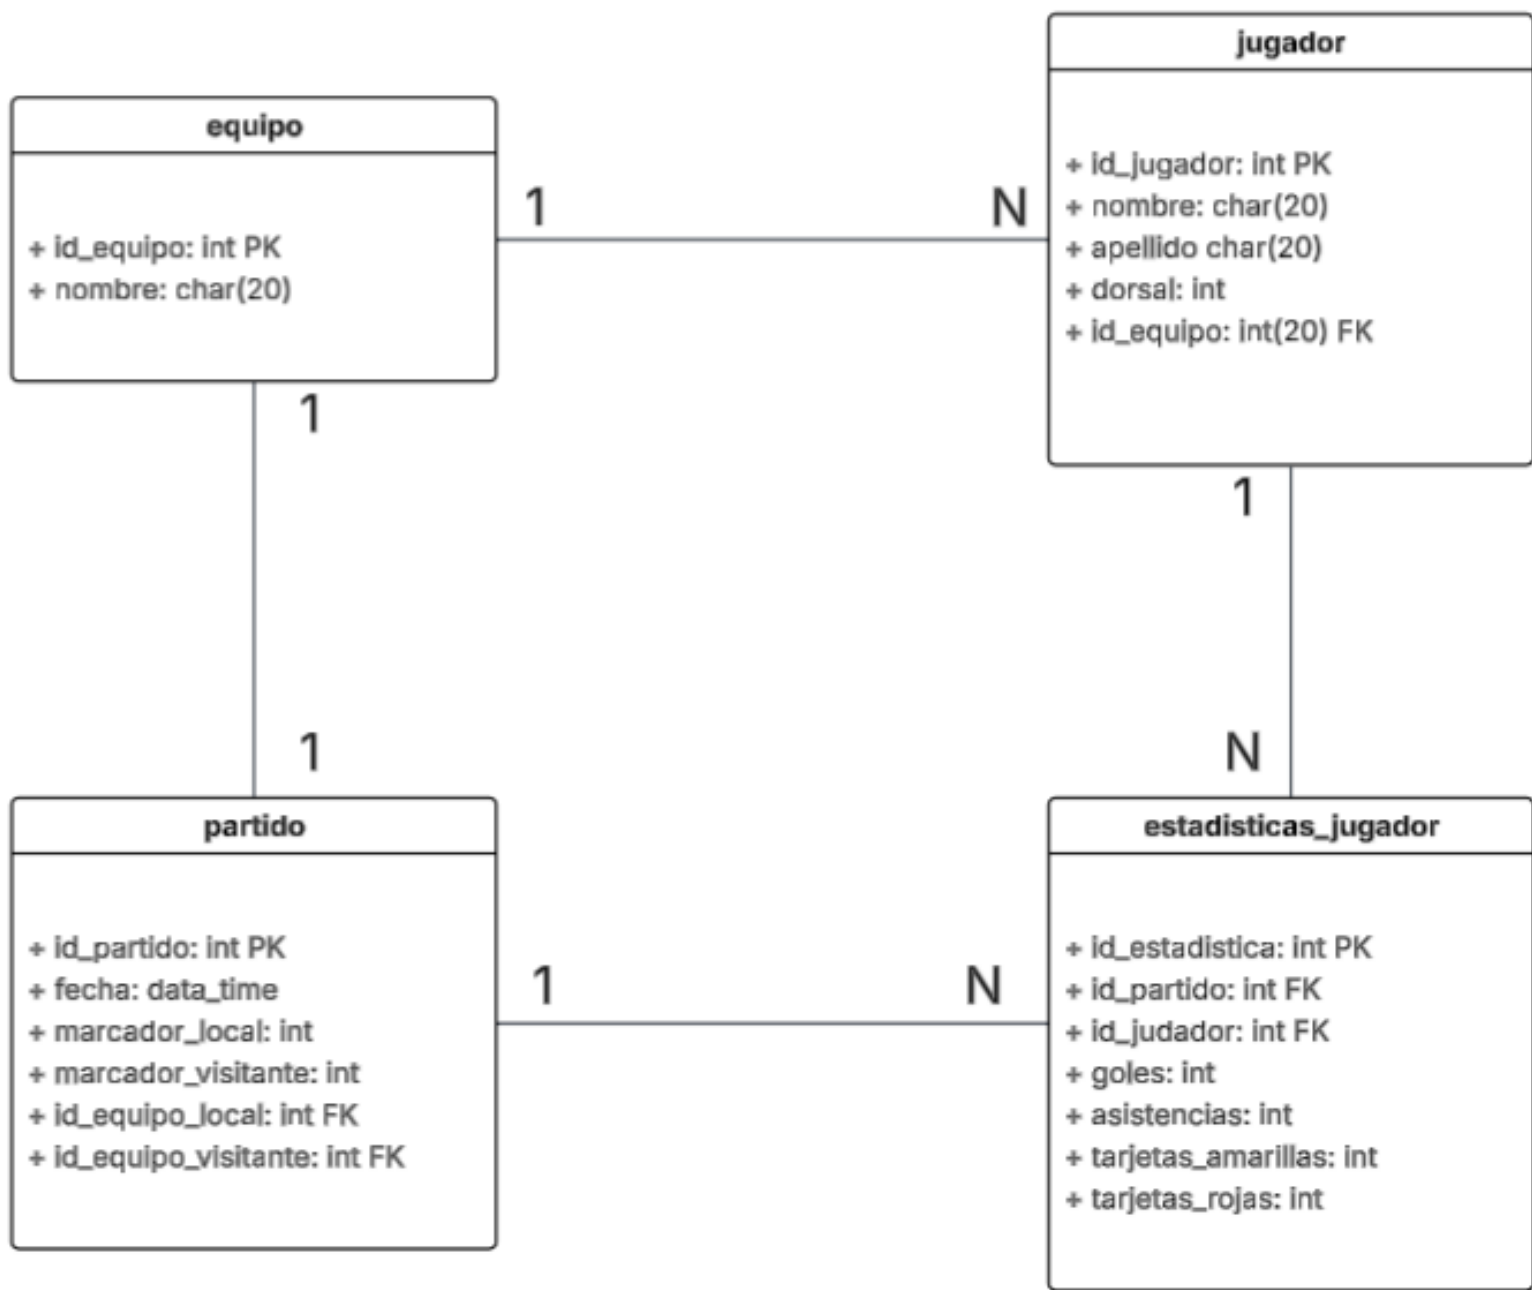 equipo
+ id_equipo: int PK
+ nombre: char(20)
1
N
jugador
+ id_jugador: int PK
+ nombre: char(20)
+ apellido char(20)
+ dorsal: int
+ id_equipo: int(20) FK
1
1
1
N
partido
+ id_partido: int PK
+ fecha: data_time
+ marcador_local: int
+ marcador_visitante: int
+ id_equipo_local: int FK
+ id_equipo_visitante: int FK
1
N
estadisticas_jugador
+ id_estadistica: int PK
+ id_partido: int FK
+ id_judador: int FK
+ goles: int
+ asistencias: int
+ tarjetas_amarillas: int
+ tarjetas_rojas: int